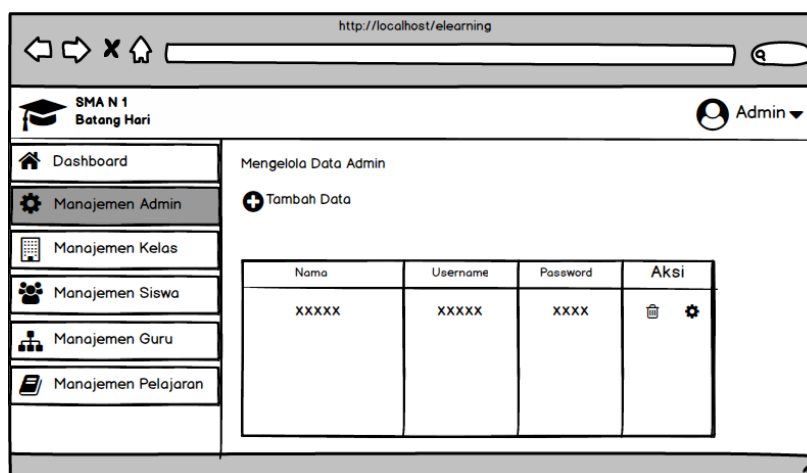 http://localhost/elearning
SMA N 1
Batang Hari
Admin
Dashboard
Manajemen Admin
Manajemen Kelas
Manajemen Siswa
Manajemen Guru
Manajemen Pelajaran
Mengelola Data Admin
Tambah Data
Nama Username Password Aksi
xxxxx xxxxx xxxx